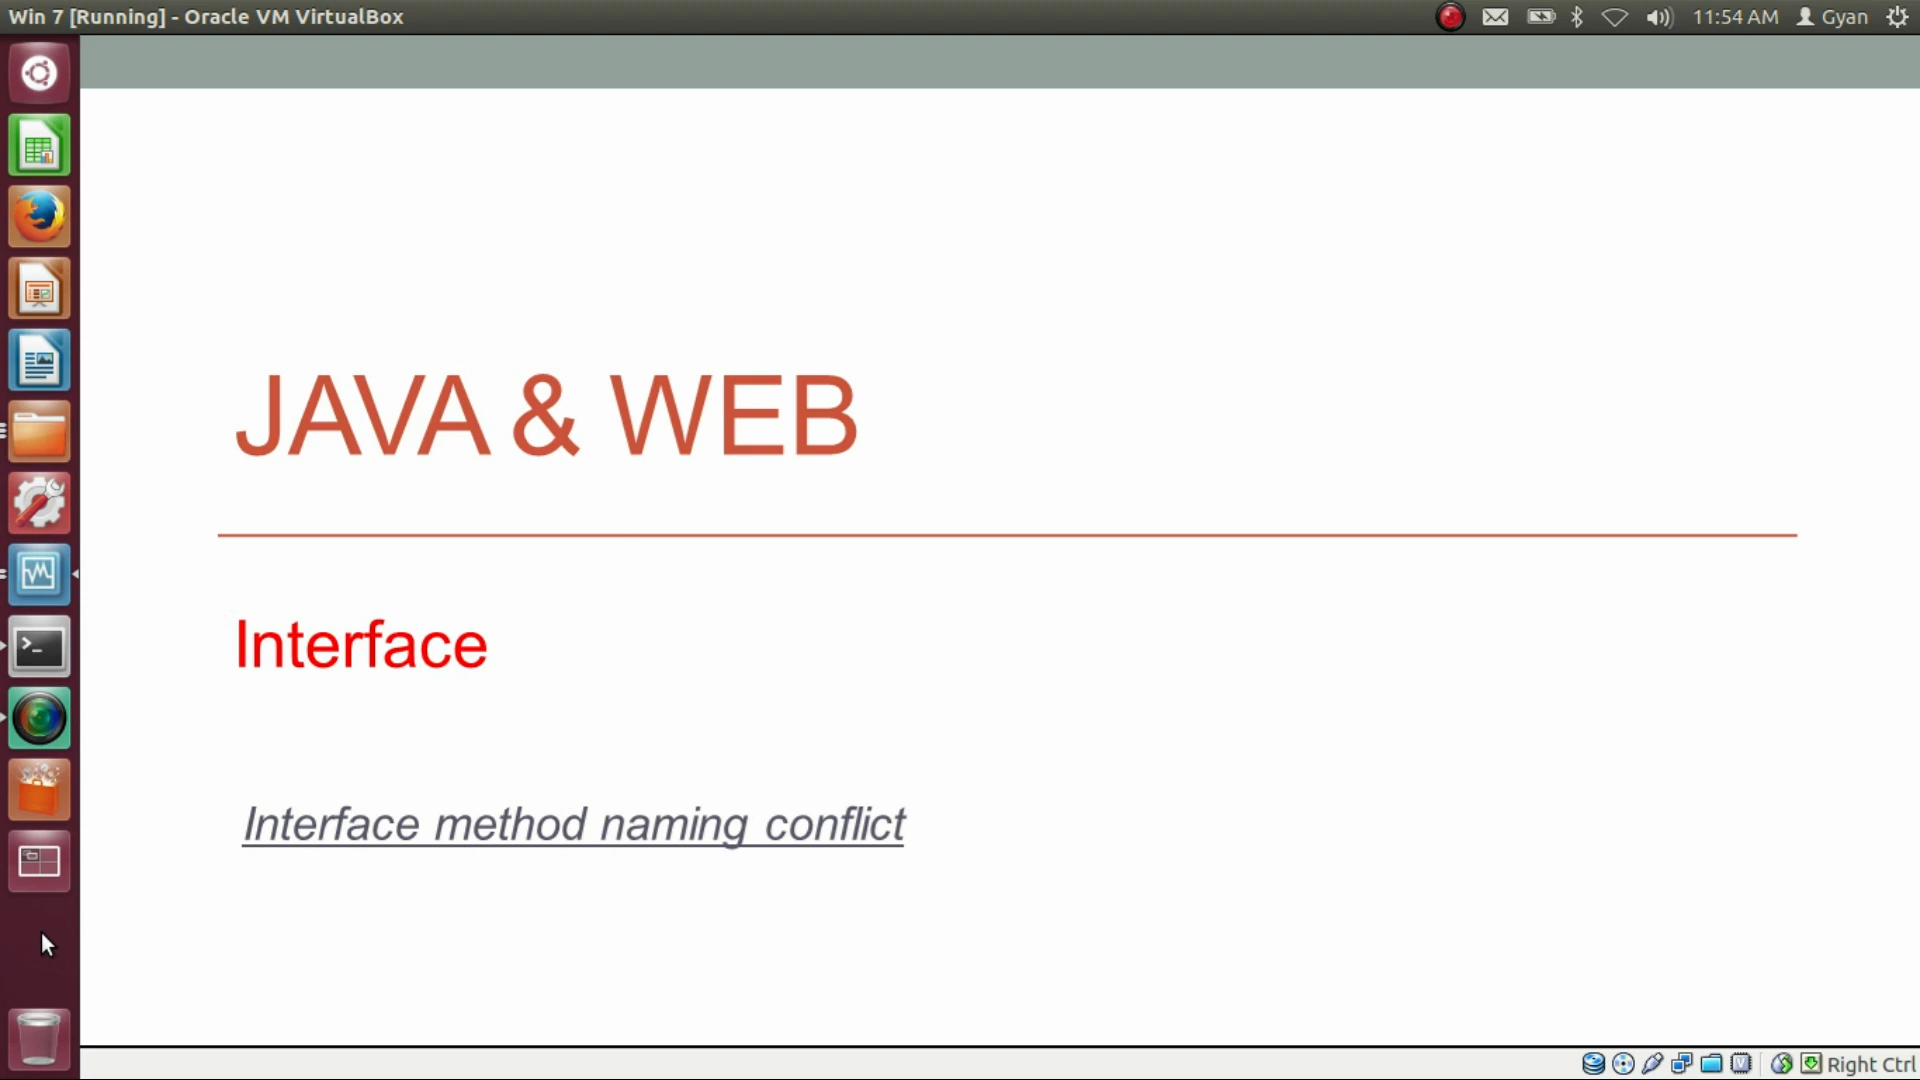 Win 7 [Running] - Oracle VM VirtualBox
11:54 AM Gyan
JAVA & WEB
Interface
Interface method naming conflict
Right Ctrl